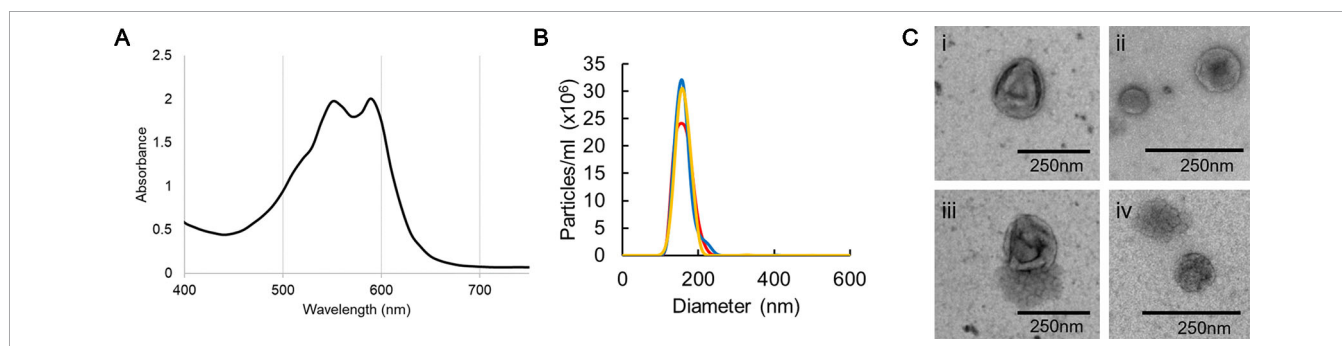 A
2.5
2
1.5
1
0.5
0
Absorbance
400
500
600
700
Wavelength (nm)
B
35
30
25
20
15
10
5
0
Particles/ml (x10⁶)
0
200
400
600
Diameter (nm)
C
i
250nm
ii
250nm
iii
250nm
iv
250nm